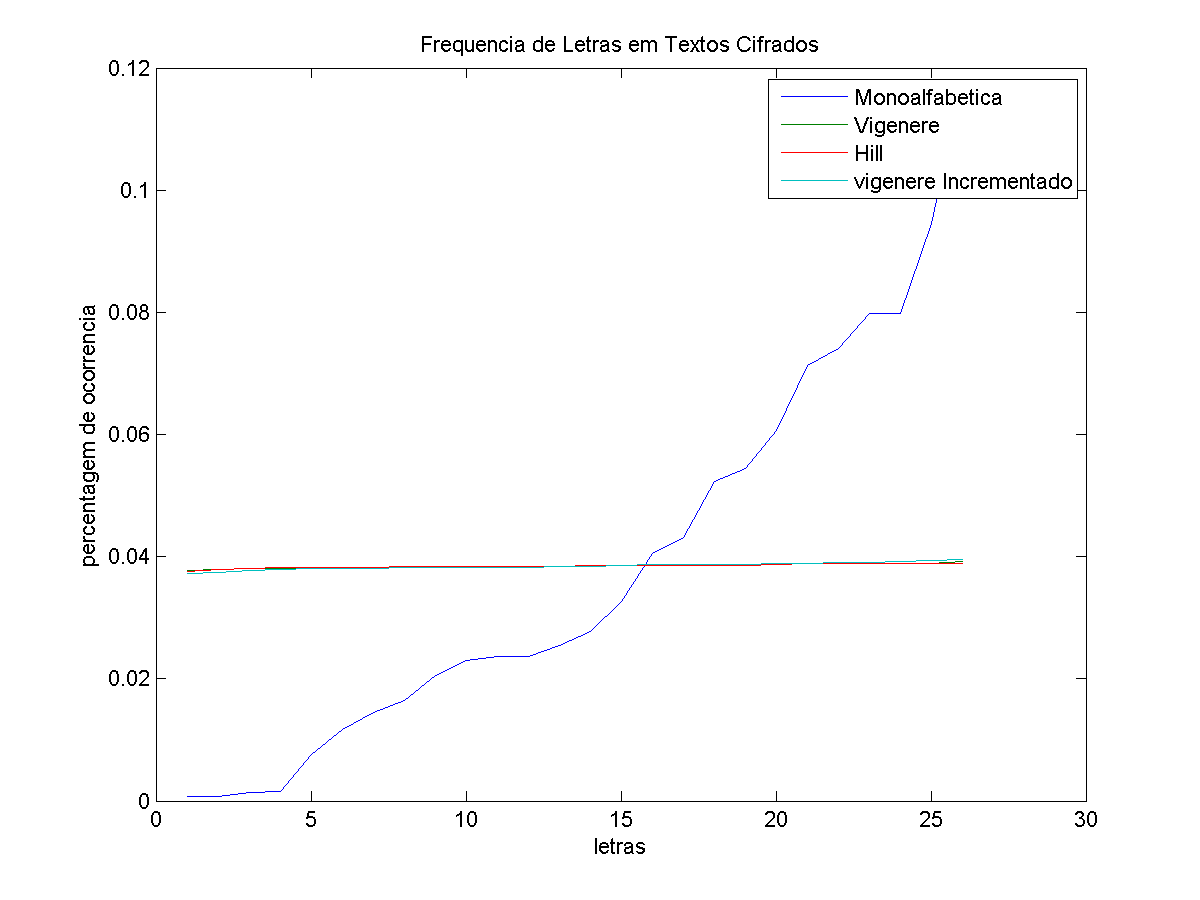 Frequencia de Letras em Textos Cifrados
0.12
0.1
0.08
0.06
0.04
0.02
0
percentagem de ocorrencia
Monoalfabetica
Vigenere
Hill
vigenere Incrementado
0 5 10 15 20 25 30
letras